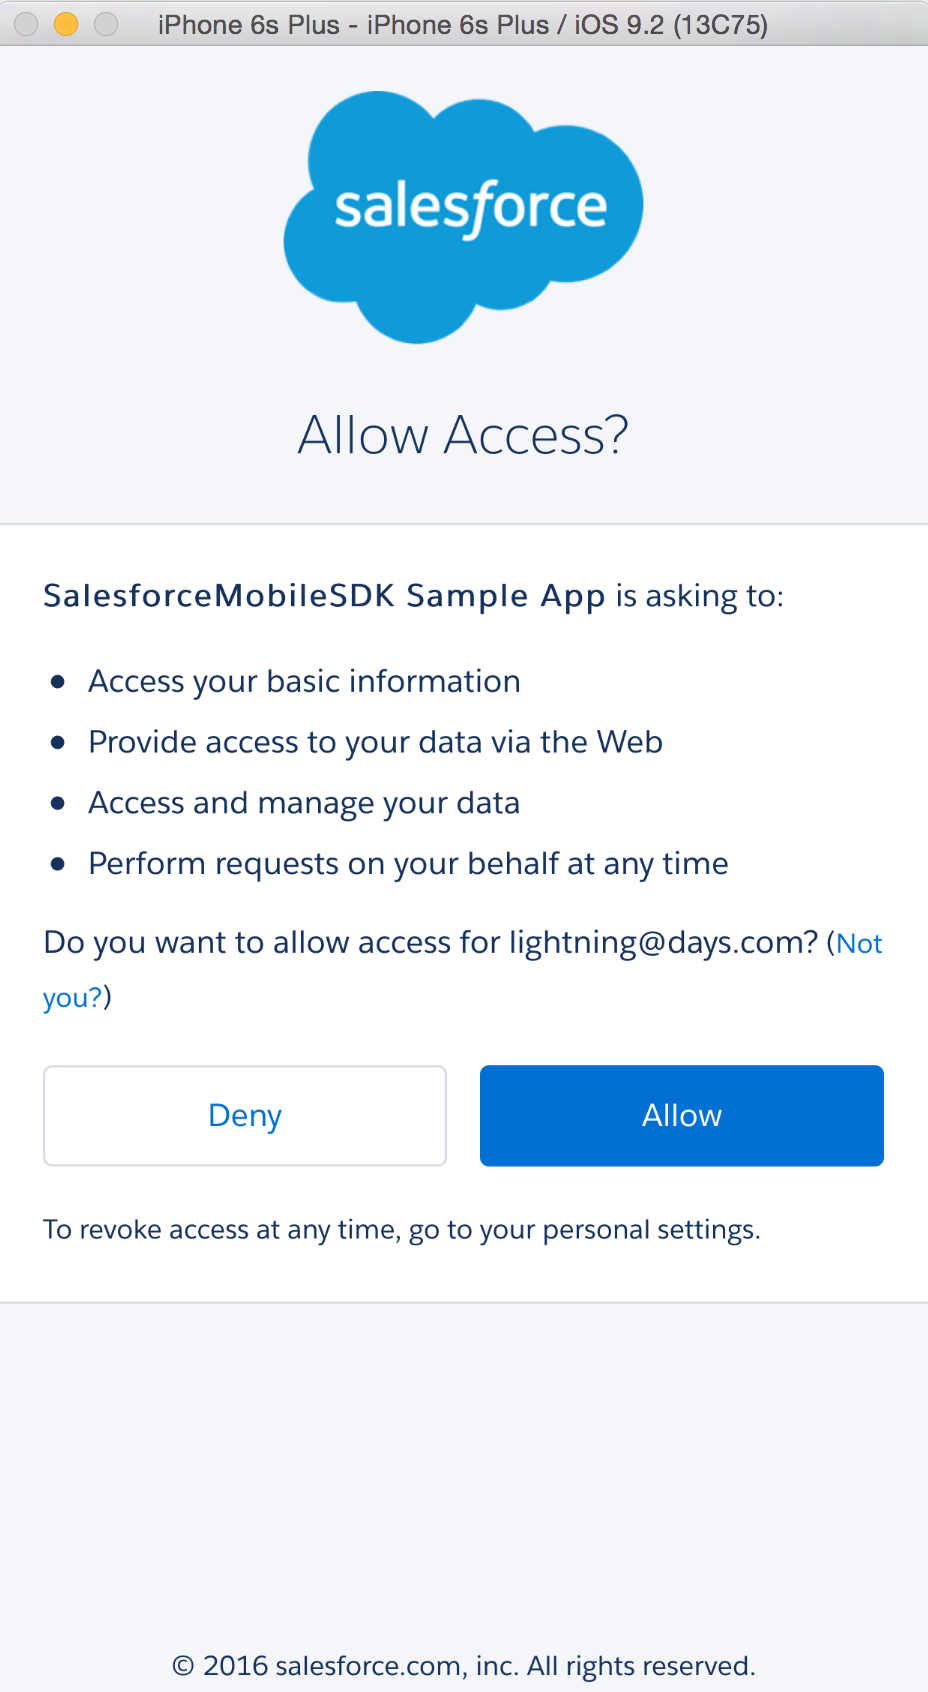 iPhone 6s Plus - iPhone 6s Plus / iOS 9.2 (13C75)
salesforce
Allow Access?
SalesforceMobileSDK Sample App is asking to:
● Access your basic information
● Provide access to your data via the Web
● Access and manage your data
● Perform requests on your behalf at any time
Do you want to allow access for lightning@days.com? (Not
you?)
Deny
Allow
To revoke access at any time, go to your personal settings.
© 2016 salesforce.com, inc. All rights reserved.